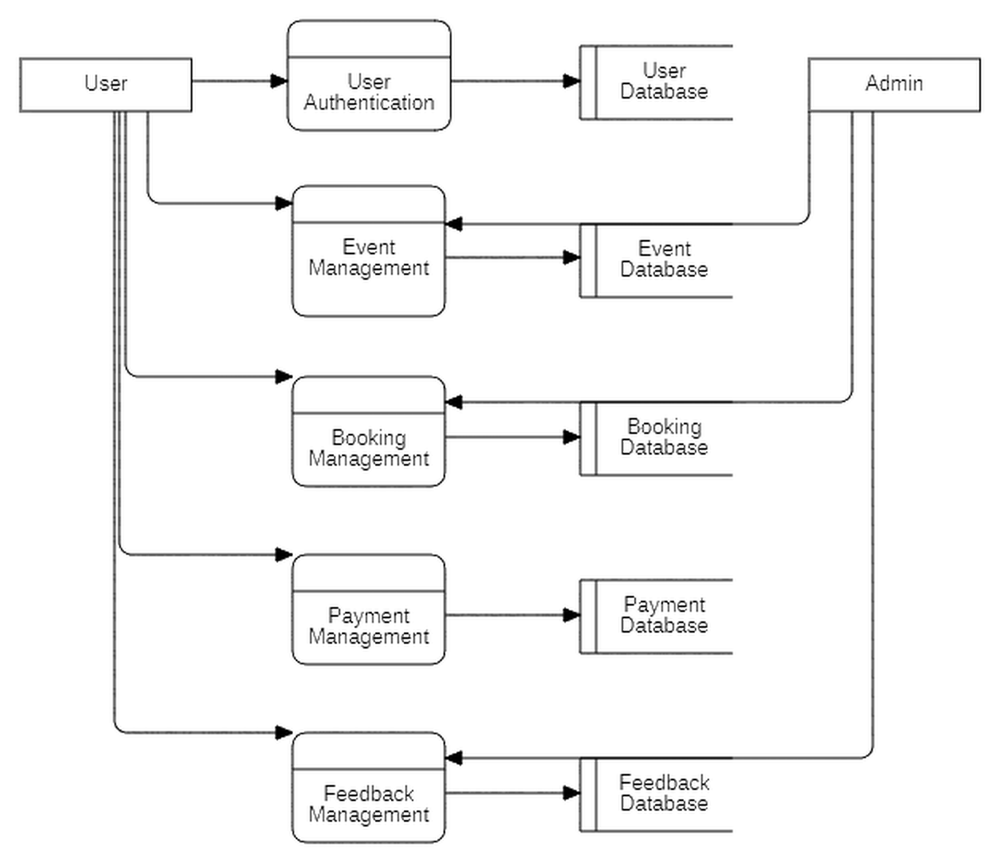 User
User
Authentication
User
Database
Admin
Event
Management
Event
Database
Booking
Management
Booking
Database
Payment
Management
Payment
Database
Feedback
Management
Feedback
Database